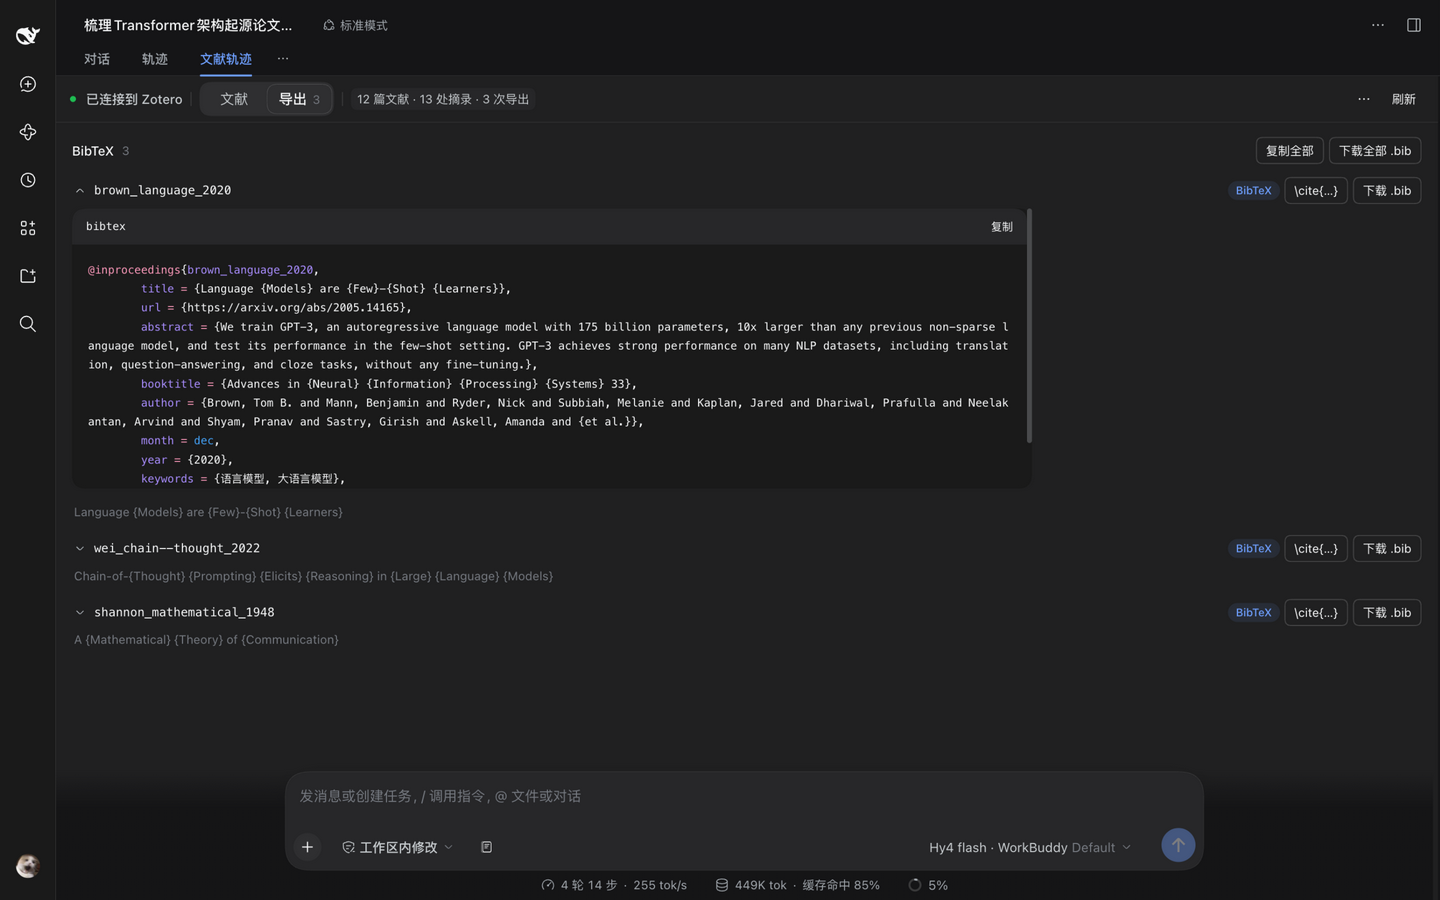 梳理 Transformer 架构起源论文...
标准模式
对话
轨迹
文献轨迹
已连接到 Zotero
文献
导出 3
12 篇文献 · 13 处摘录 · 3 次导出
刷新
BibTeX 3
复制全部
下载全部 .bib
brown_language_2020
BibTeX
\cite{...}
下载 .bib
bibtex
复制
@inproceedings{brown_language_2020,
title = {Language {Models} are {Few}-{Shot} {Learners}},
url = {https://arxiv.org/abs/2005.14165},
abstract = {We train GPT-3, an autoregressive language model with 175 billion parameters, 10x larger than any previous non-sparse l
anguage model, and test its performance in the few-shot setting. GPT-3 achieves strong performance on many NLP datasets, including translat
ion, question-answering, and cloze tasks, without any fine-tuning.},
booktitle = {Advances in {Neural} {Information} {Processing} {Systems} 33},
author = {Brown, Tom B. and Mann, Benjamin and Ryder, Nick and Subbiah, Melanie and Kaplan, Jared and Dhariwal, Prafulla and Neelak
antan, Arvind and Shyam, Pranav and Sastry, Girish and Askell, Amanda and {et al.}},
month = dec,
year = {2020},
keywords = {语言模型, 大语言模型},
Language {Models} are {Few}-{Shot} {Learners}
wei_chain--thought_2022
BibTeX
\cite{...}
下载 .bib
Chain-of-{Thought} {Prompting} {Elicits} {Reasoning} in {Large} {Language} {Models}
shannon_mathematical_1948
BibTeX
\cite{...}
下载 .bib
A {Mathematical} {Theory} of {Communication}
发消息或创建任务, / 调用指令, @ 文件或对话
工作区内修改
Hy4 flash · WorkBuddy Default
4 轮 14 步 · 255 tok/s
449K tok · 缓存命中 85%
5%